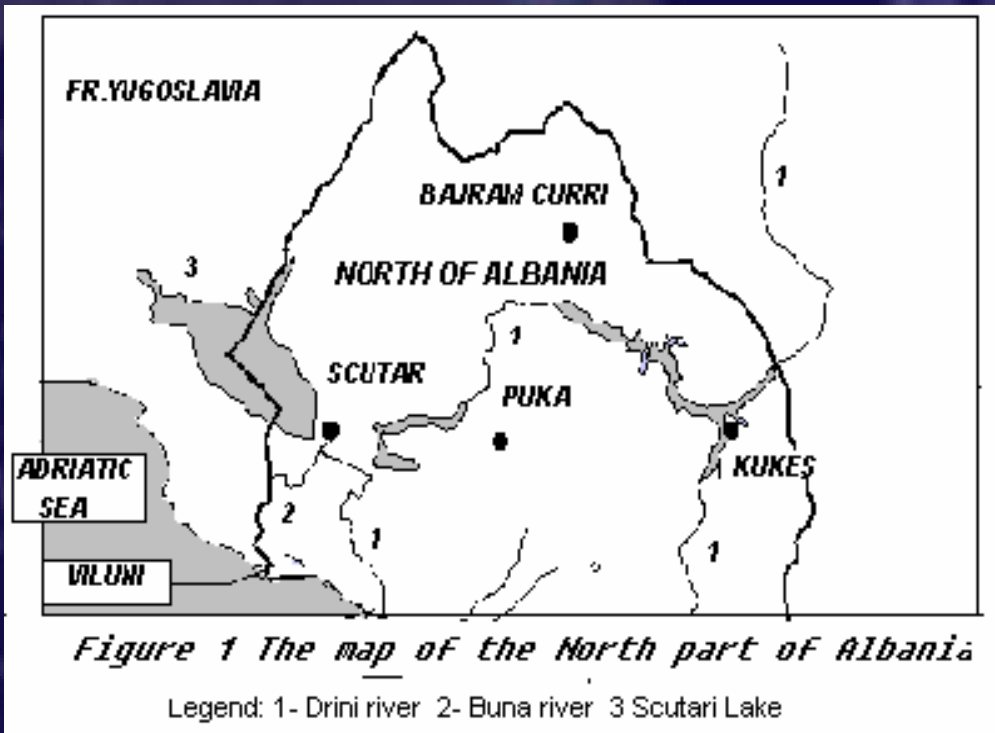 FR.YUGOSLAVIA
1
BAJRAM CURRI
3
NORTH OF ALBANIA
1
SCUTAR
PUKA
ADRIATIC
SEA
KUKES
2
1
1
VILUNI
Figure 1 The map of the North part of Albania
Legend: 1- Drini river 2- Buna river 3 Scutari Lake